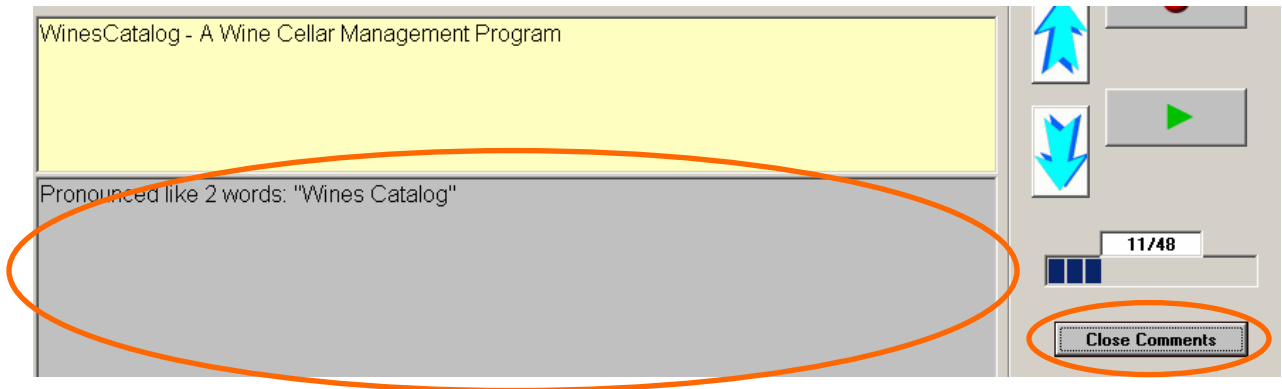 WinesCatalog - A Wine Cellar Management Program
Pronounced like 2 words: "Wines Catalog"
11/48
Close Comments